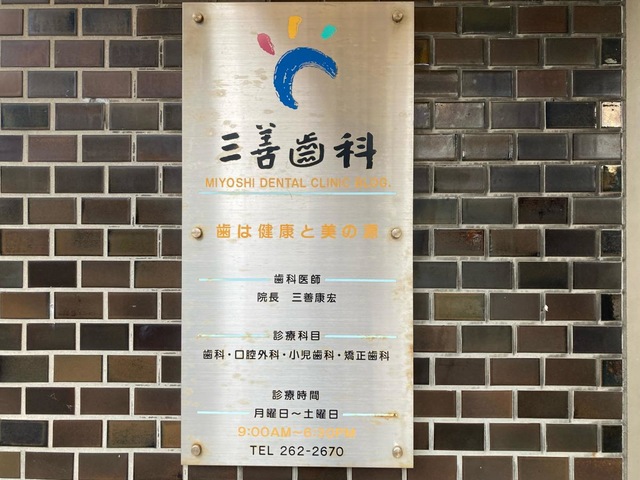 三善歯科
MIYOSHI DENTAL CLINIC BLDG.
歯は健康と美の源
歯科医師
院長 三善康宏
診療科目
歯科・口腔外科・小児歯科・矯正歯科
診療時間
月曜日〜土曜日
9:00AM〜
TEL 262-2670